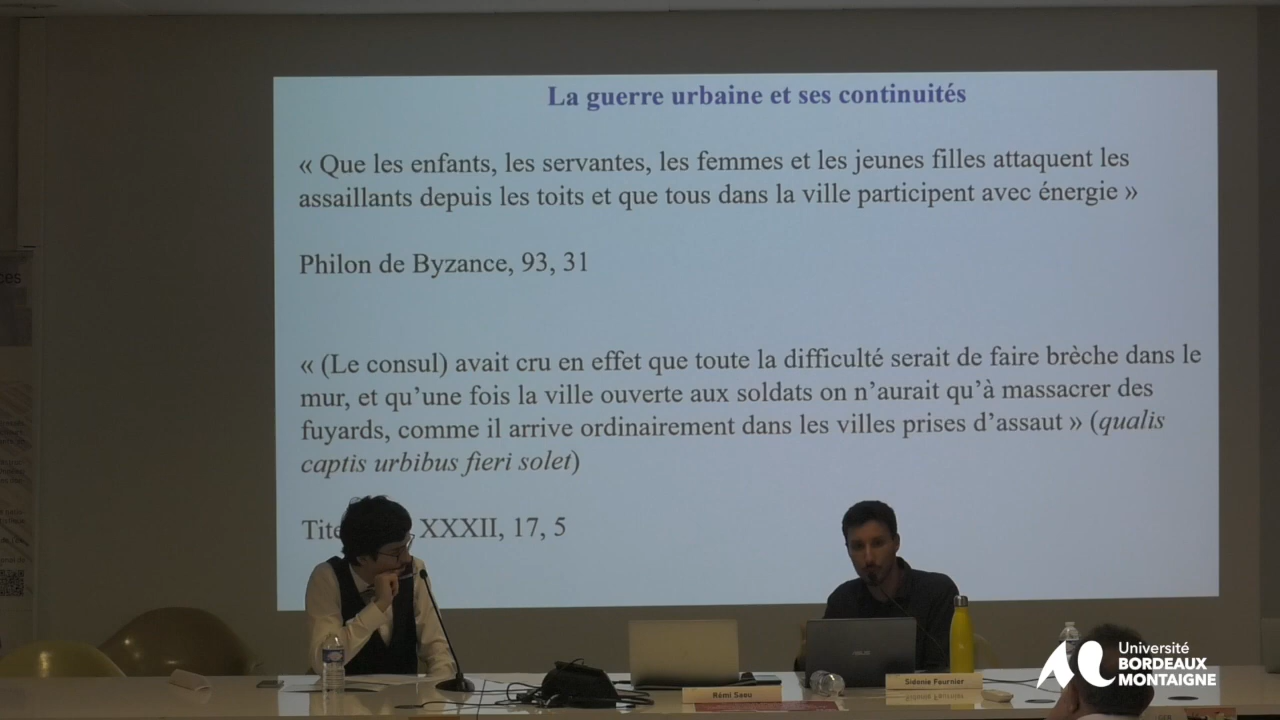 La guerre urbaine et ses continuités
« Que les enfants, les servantes, les femmes et les jeunes filles attaquent les
assaillants depuis les toits et que tous dans la ville participent avec énergie »
Philon de Byzance, 93, 31
« (Le consul) avait cru en effet que toute la difficulté serait de faire brèche dans le
mur, et qu’une fois la ville ouverte aux soldats on n’aurait qu’à massacrer des
fuyards, comme il arrive ordinairement dans les villes prises d’assaut » (qualis
captis urbibus fieri solet)
XXXII, 17, 5
ASUS
Rémi Saou
Sidonie Fournier
Université
BORDEAUX
MONTAIGNE